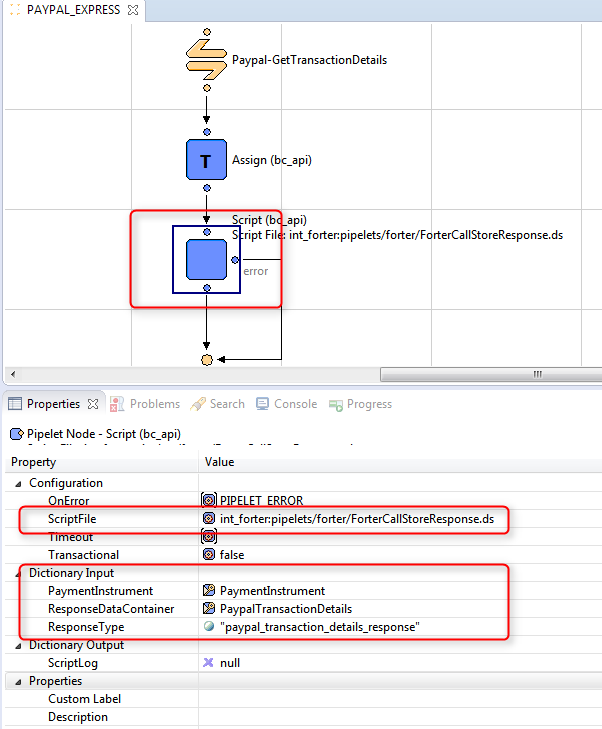 PAYPAL_EXPRESS
Paypal-GetTransactionDetails
T
Assign (bc_api)
Script (bc_api)
Script File: int_forter:pipelets/forter/ForterCallStoreResponse.ds
error
Properties Problems Search Console Progress
Pipelet Node - Script (bc_api)
Property Value
Configuration
OnError PIPELET_ERROR
ScriptFile int_forter:pipelets/forter/ForterCallStoreResponse.ds
Timeout
Transactional false
Dictionary Input
PaymentInstrument PaymentInstrument
ResponseDataContainer PaypalTransactionDetails
ResponseType "paypal_transaction_details_response"
Dictionary Output
ScriptLog null
Properties
Custom Label
Description